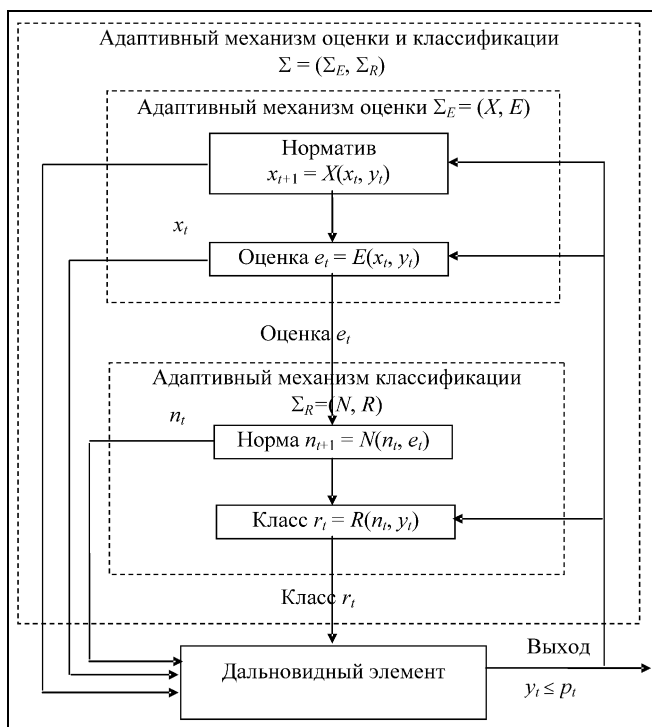 Адаптивный механизм оценки и классификации
Σ = (Σ_E, Σ_R)
Адаптивный механизм оценки Σ_E = (X, E)
Норматив
x_{t+1} = X(x_t, y_t)
x_t
Оценка e_t = E(x_t, y_t)
Оценка e_t
Адаптивный механизм классификации
Σ_R=(N, R)
n_t
Норма n_{t+1} = N(n_t, e_t)
Класс r_t = R(n_t, y_t)
Класс r_t
Выход
Дальновидный элемент
y_t ≤ p_t